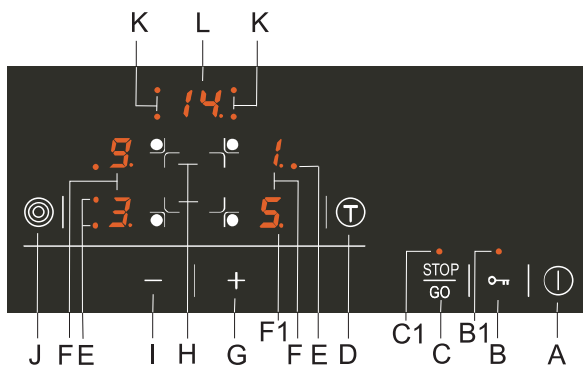 K L K
14.
9. 1.
3. 5.
T
STOP
GO
− +
F1 C1 B1
J F E I H G F E D C B A